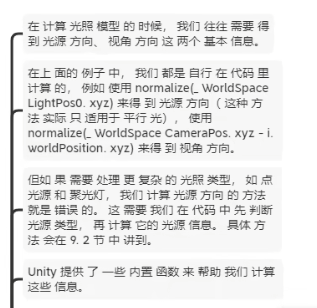 在 计算 光照 模型 的 时候， 我们 往往 需要 得
到 光源 方向、 视角 方向 这 两个 基本 信息。
在上 面的 例子 中， 我们 都是 自行 在 代码 里
计算 的， 例如 使用 normalize(_ WorldSpace
LightPos0. xyz) 来得 到 光源 方向（ 这种 方
法 实际 只 适用于 平行 光）， 使用
normalize(_ WorldSpace CameraPos. xyz - i.
worldPosition. xyz) 来得 到 视角 方向。
但如 果 需要 处理 更 复杂 的 光照 类型， 如 点
光源 和 聚光灯， 我们 计算 光源 方向 的 方法
就是 错误 的。 这 需要 我们 在 代码 中 先 判断
光源 类型， 再 计算 它的 光源 信息。 具体 方
法 会在 9. 2 节 中 讲到。
Unity 提供 了 一些 内置 函数 来 帮助 我们 计算
这些 信息。